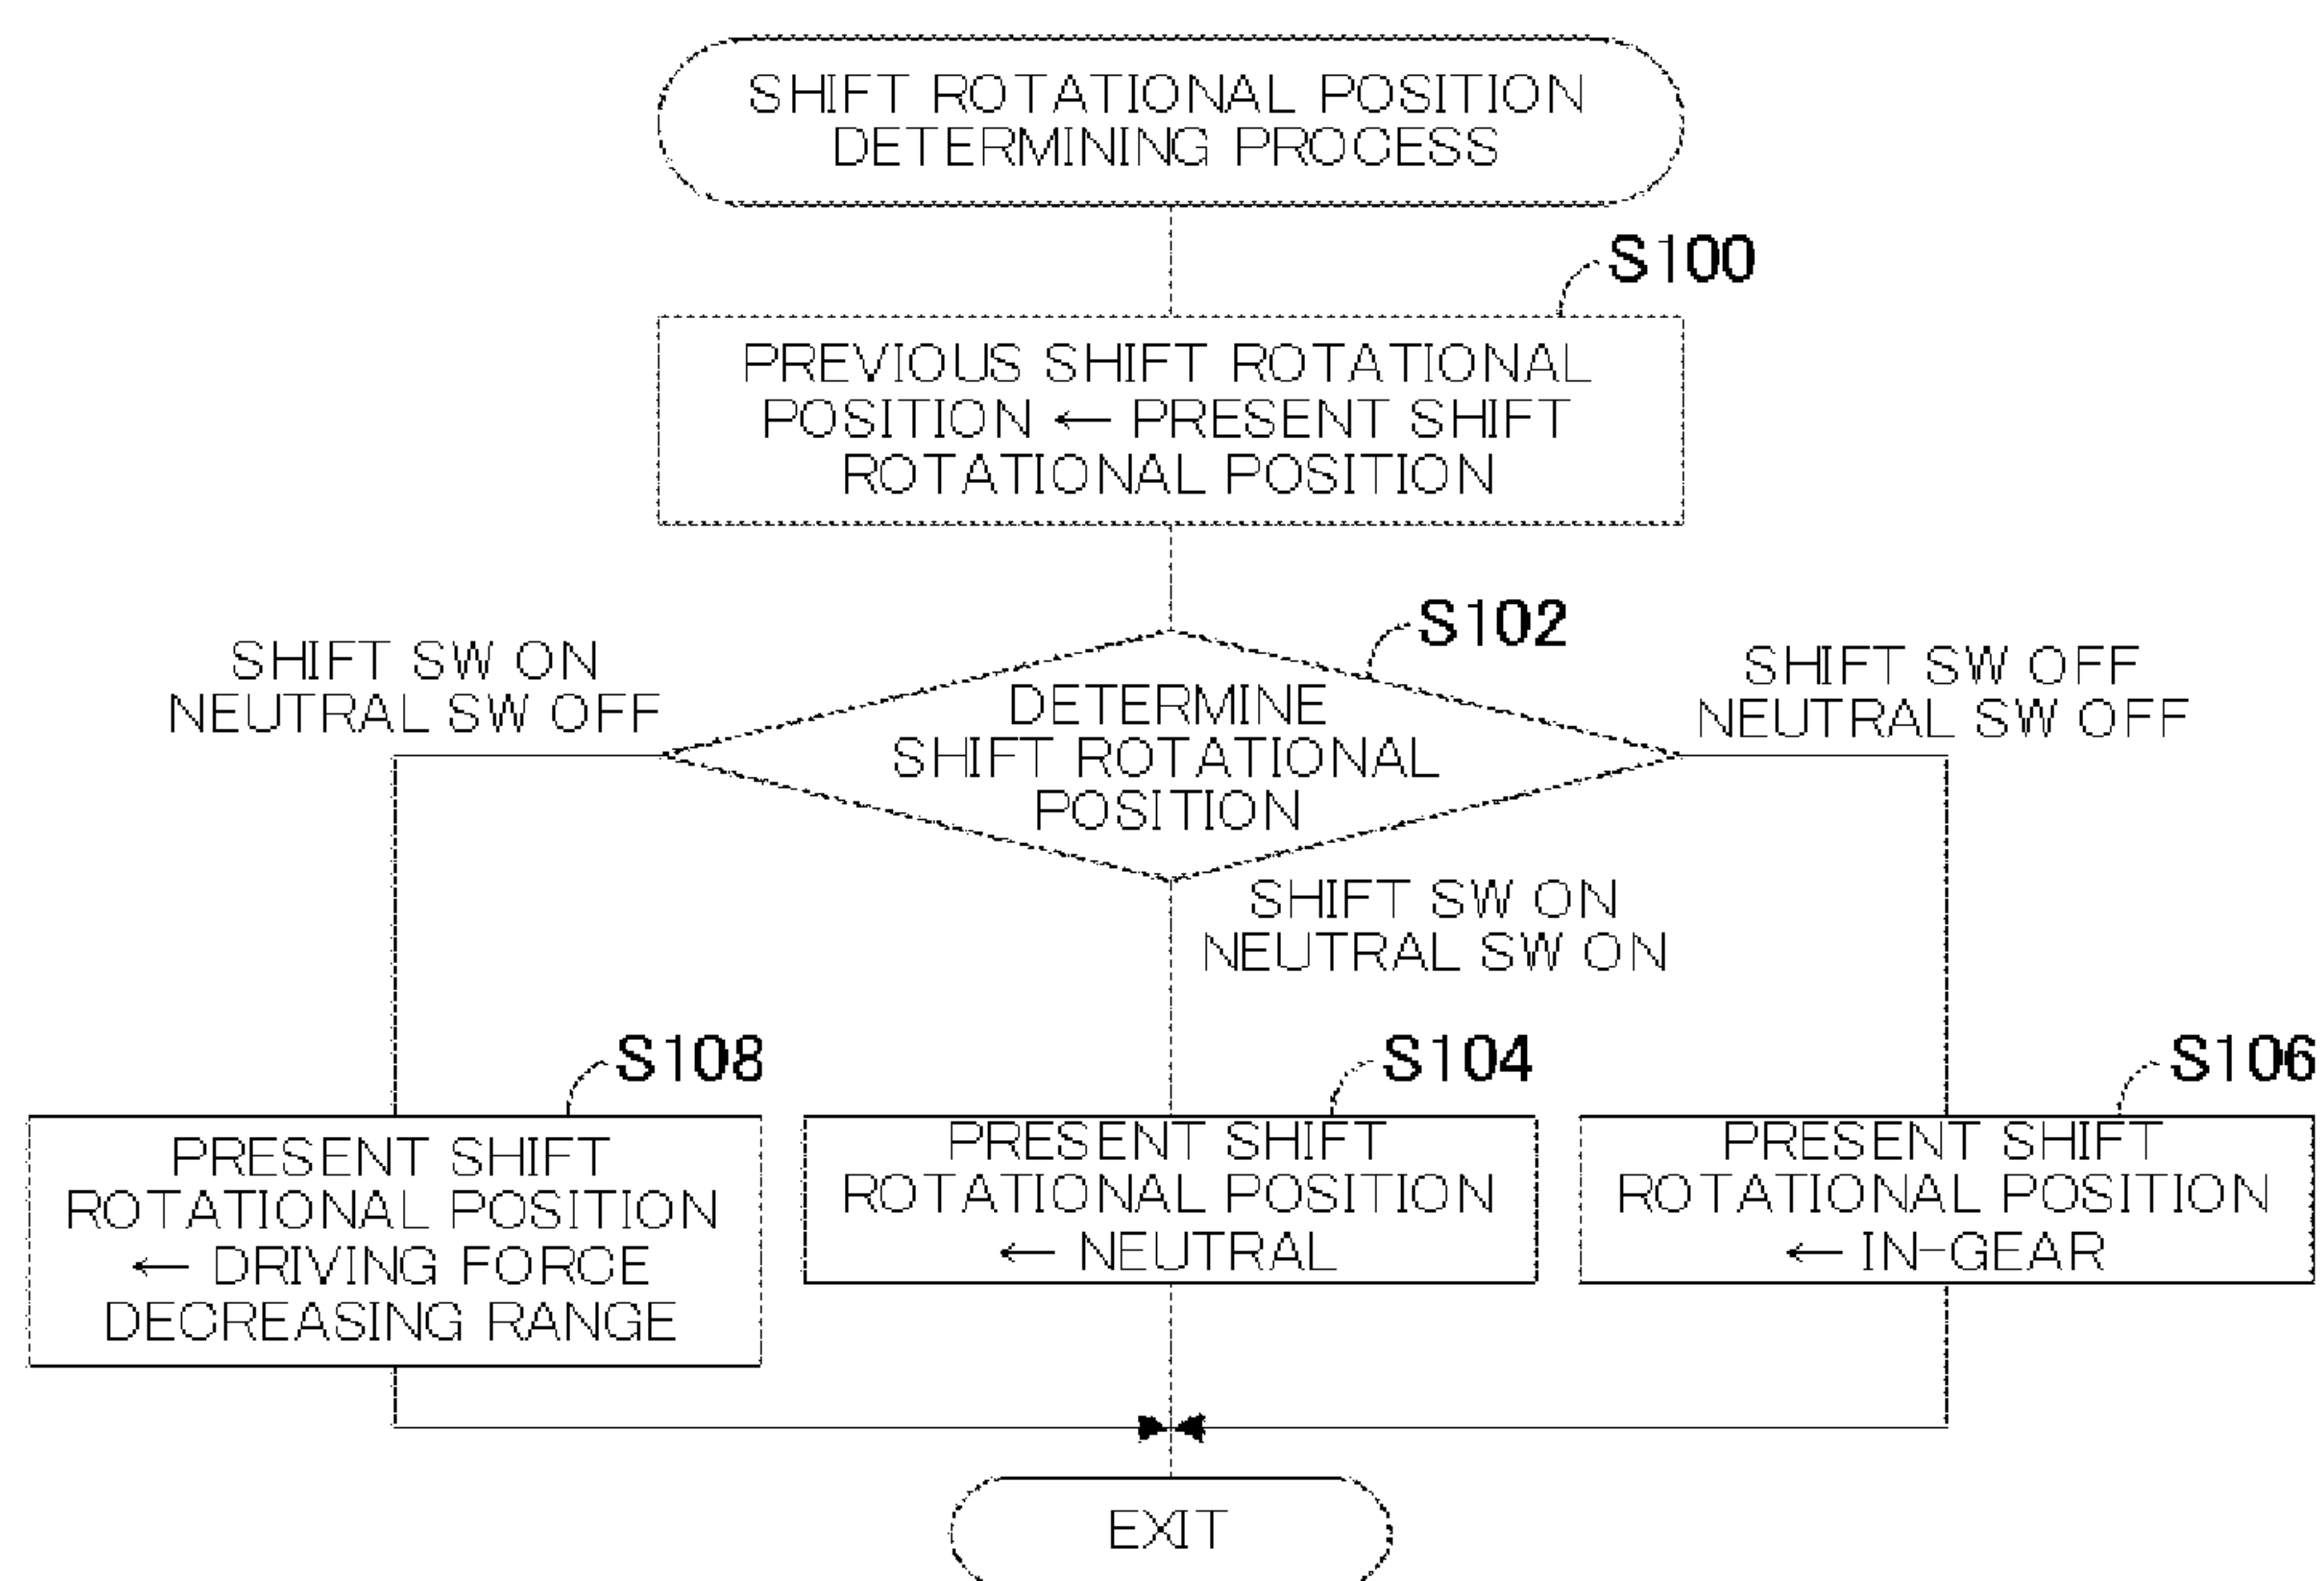 SHIFT ROTATIONAL POSITION
DETERMINING PROCESS
S100
PREVIOUS SHIFT ROTATIONAL
POSITION ← PRESENT SHIFT
ROTATIONAL POSITION
S102
SHIFT SW ON
NEUTRAL SW OFF
DETERMINE
SHIFT ROTATIONAL
POSITION
SHIFT SW OFF
NEUTRAL SW OFF
SHIFT SW ON
NEUTRAL SW ON
S108
PRESENT SHIFT
ROTATIONAL POSITION
← DRIVING FORCE
DECREASING RANGE
S104
PRESENT SHIFT
ROTATIONAL POSITION
← NEUTRAL
S106
PRESENT SHIFT
ROTATIONAL POSITION
← IN-GEAR
EXIT